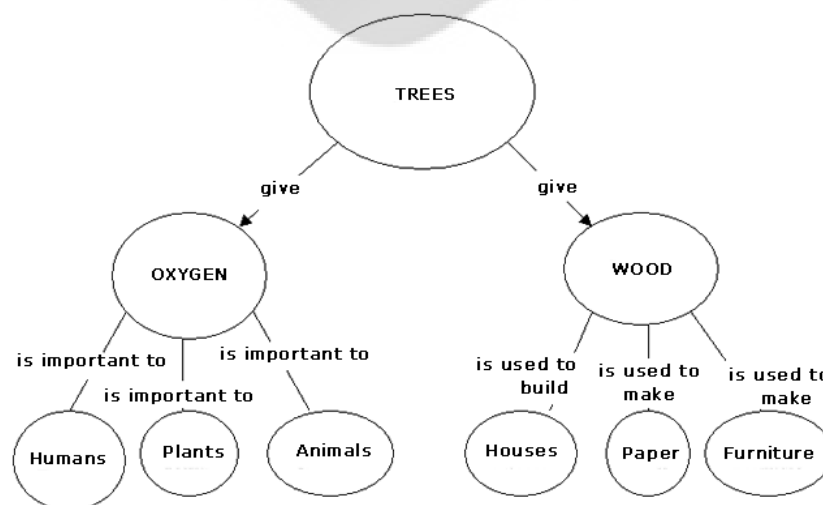 TREES
give
give
OXYGEN
WOOD
is important to
is important to
is important to
is used to
build
is used to
make
is used to
make
Humans
Plants
Animals
Houses
Paper
Furniture